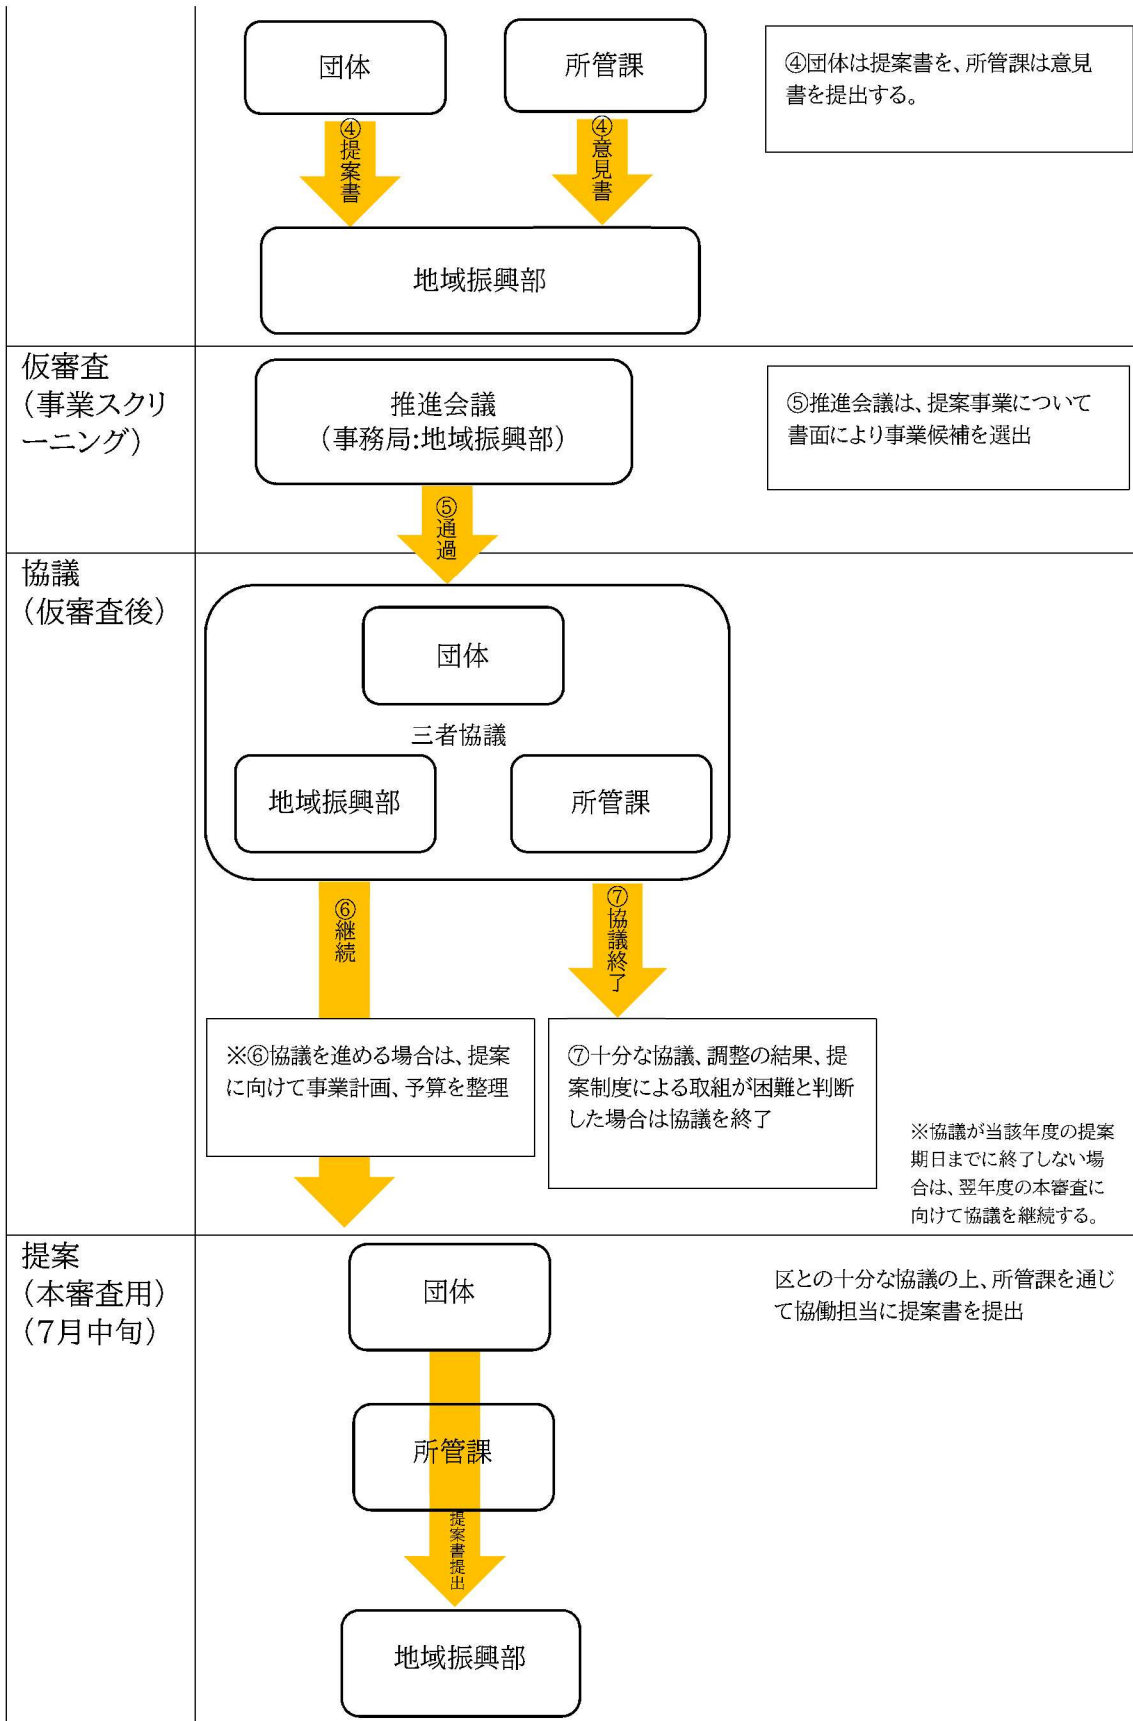 団体
所管課
④団体は提案書を、所管課は意見
書を提出する。
④提案書
④意見書
地域振興部
仮審査
（事業スクリ
ーニング）
推進会議
（事務局:地域振興部）
⑤推進会議は、提案事業について
書面により事業候補を選出
⑤通過
協議
（仮審査後）
団体
三者協議
地域振興部
所管課
⑥継続
⑦協議終了
※⑥協議を進める場合は、提案
に向けて事業計画、予算を整理
⑦十分な協議、調整の結果、提
案制度による取組が困難と判断
した場合は協議を終了
※協議が当該年度の提案
期日までに終了しない場
合は、翌年度の本審査に
向けて協議を継続する。
提案
（本審査用）
（7月中旬）
団体
区との十分な協議の上、所管課を通じ
て協働担当に提案書を提出
所管課
提案書提出
地域振興部